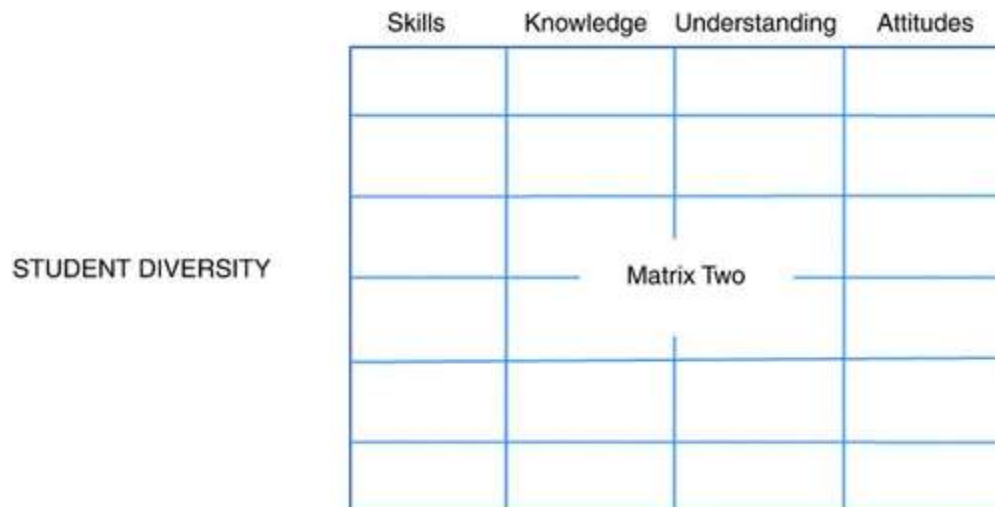 Skills Knowledge Understanding Attitudes
STUDENT DIVERSITY
Matrix Two